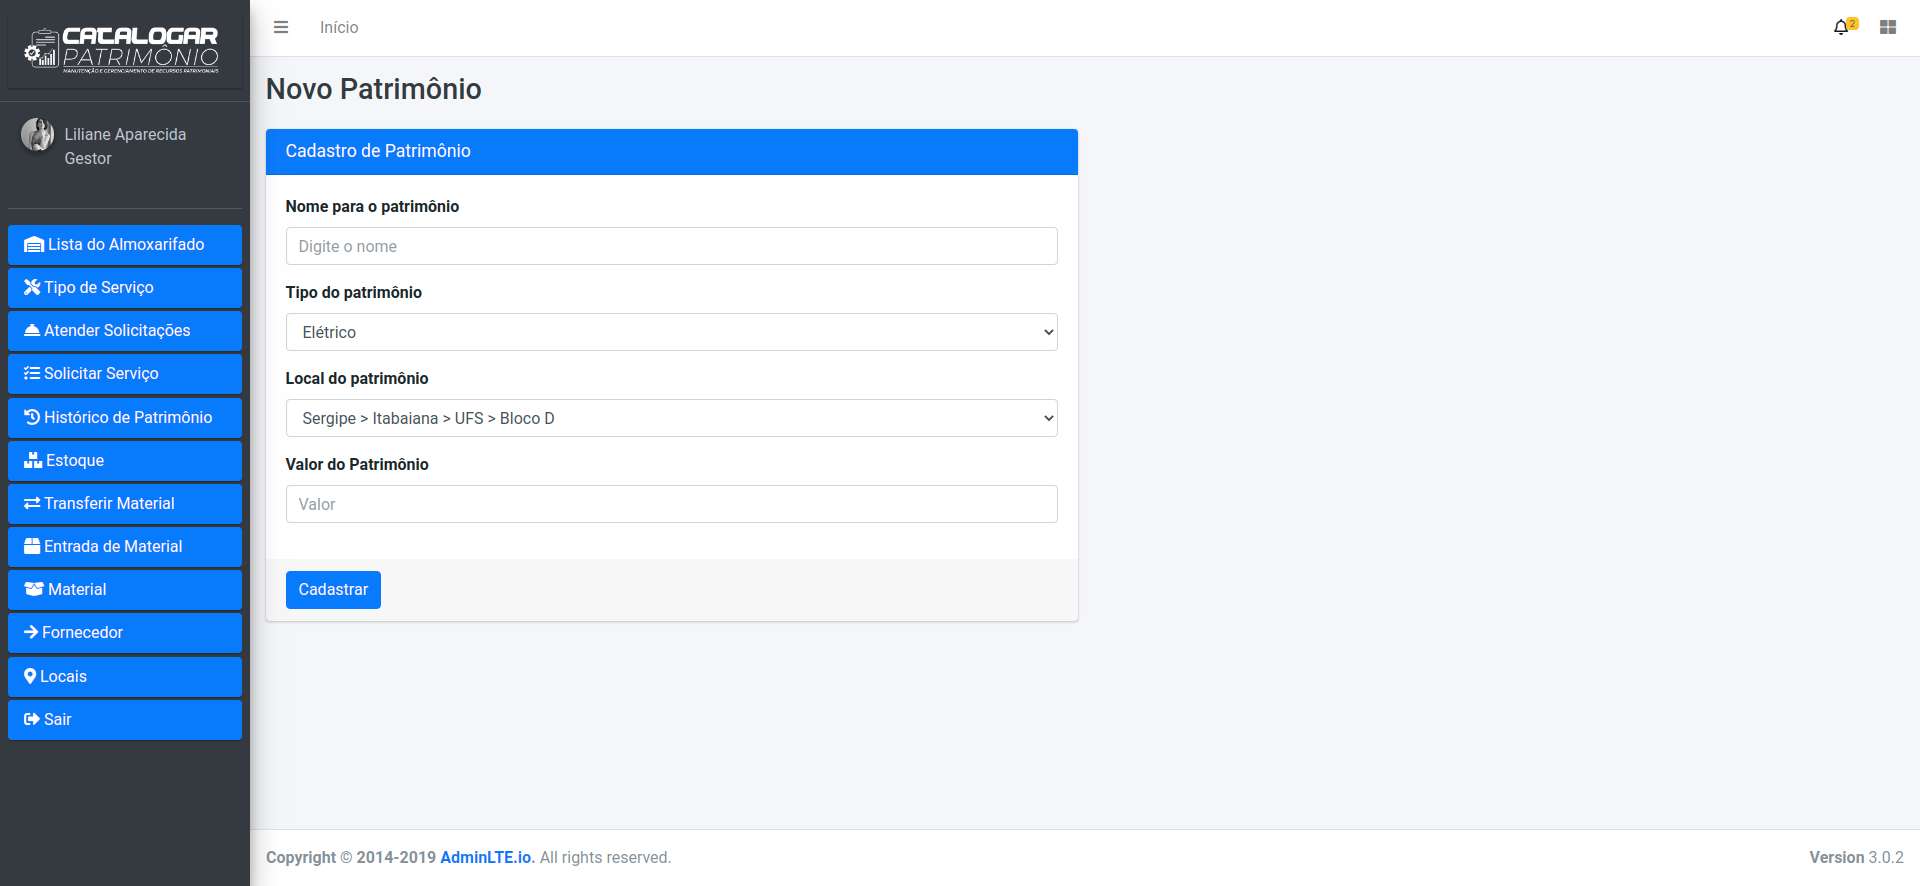 CATALOGAR
PATRIMÔNIO
MANUTENÇÃO E GERENCIAMENTO DE RECURSOS PATRIMONIAIS
Liliane Aparecida
Gestor
Lista do Almoxarifado
Tipo de Serviço
Atender Solicitações
Solicitar Serviço
Histórico de Patrimônio
Estoque
Transferir Material
Entrada de Material
Material
Fornecedor
Locais
Sair
Início
2
Novo Patrimônio
Cadastro de Patrimônio
Nome para o patrimônio
Digite o nome
Tipo do patrimônio
Elétrico
Local do patrimônio
Sergipe > Itabaiana > UFS > Bloco D
Valor do Patrimônio
Valor
Cadastrar
Copyright © 2014-2019 AdminLTE.io. All rights reserved.
Version 3.0.2